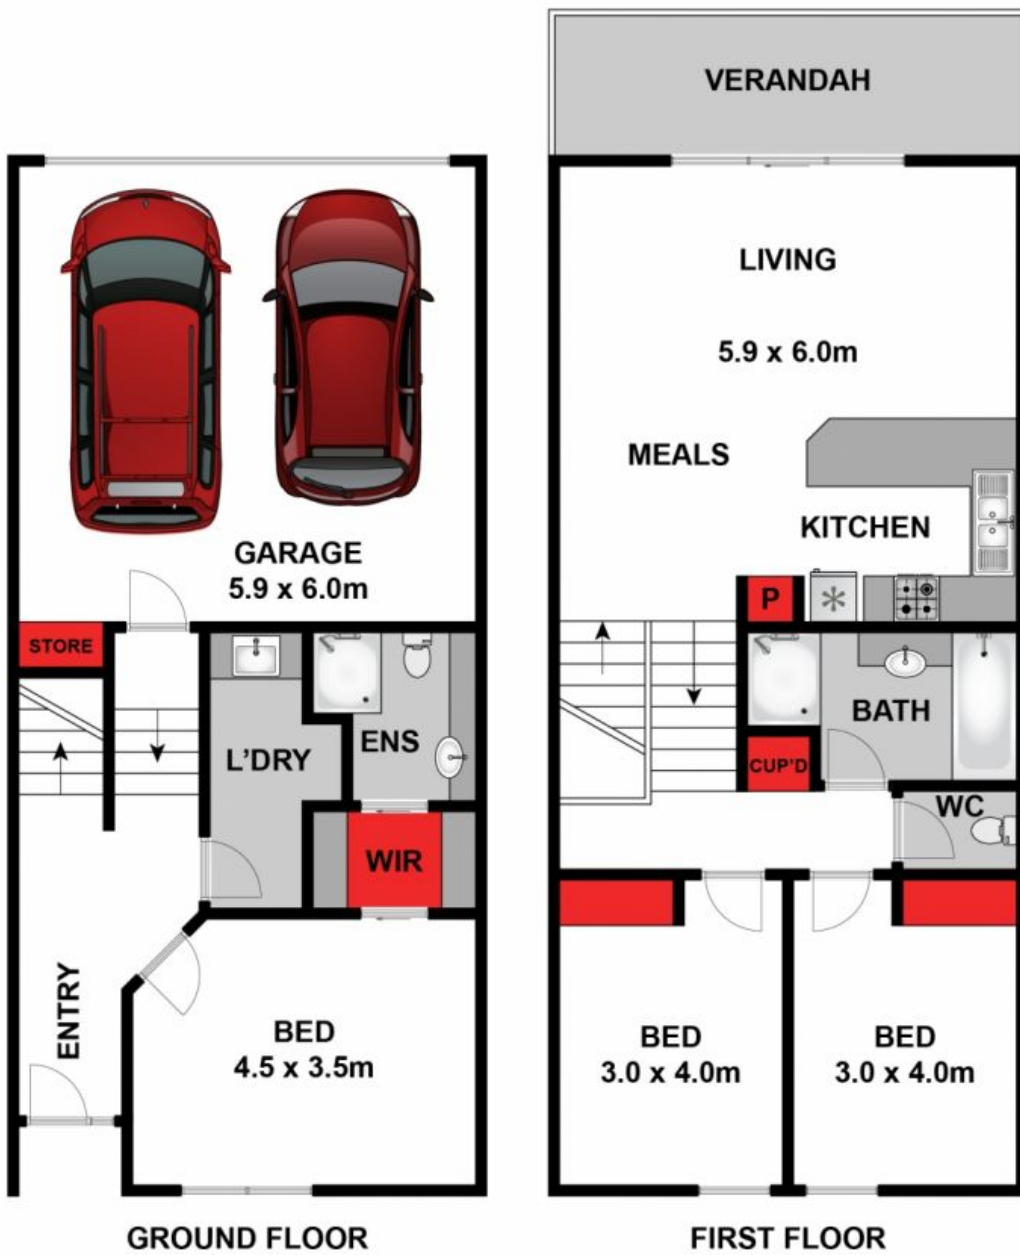 VERANDAH
LIVING
5.9 x 6.0m
MEALS
KITCHEN
GARAGE
5.9 x 6.0m
P
STORE
BATH
ENS
L'DRY
CUP'D
WC
WIR
ENTRY
BED
4.5 x 3.5m
BED
3.0 x 4.0m
BED
3.0 x 4.0m
GROUND FLOOR
FIRST FLOOR